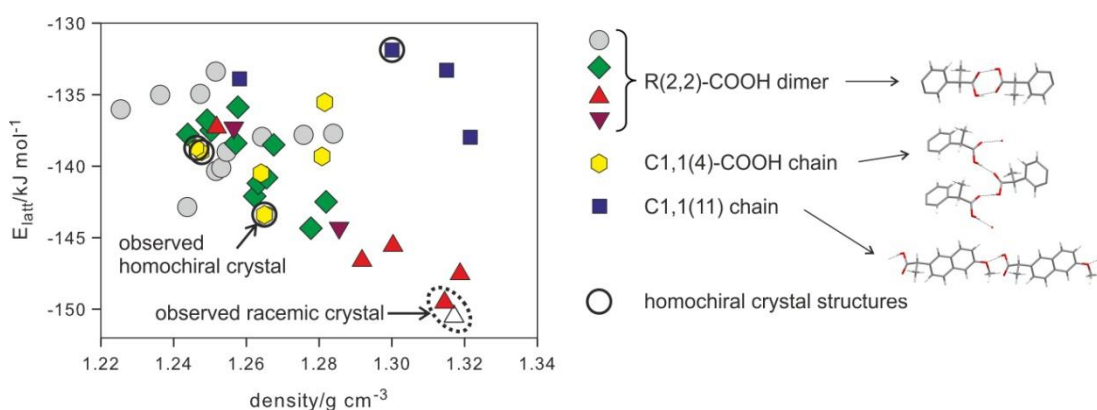 -130
-135
-140
-145
-150
E_latt/kJ mol⁻¹
1.22 1.24 1.26 1.28 1.30 1.32 1.34
density/g cm⁻³
observed
homochiral crystal
observed racemic crystal
R(2,2)-COOH dimer
C1,1(4)-COOH chain
C1,1(11) chain
homochiral crystal structures